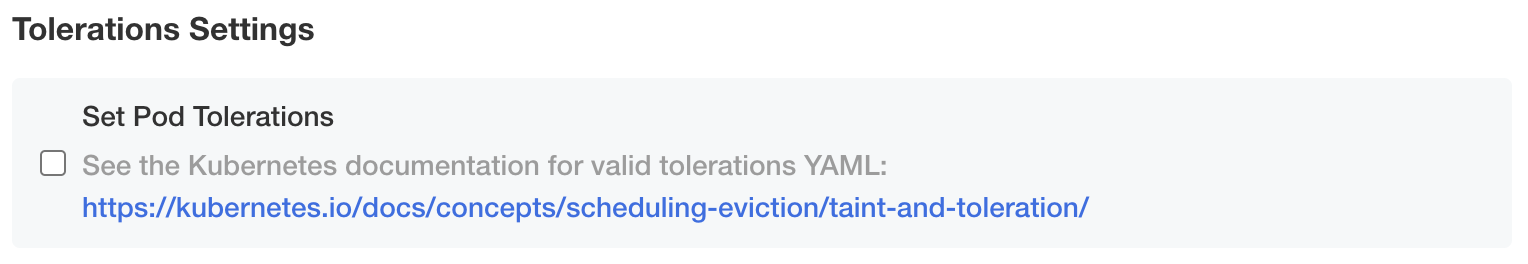 Tolerations Settings
Set Pod Tolerations
See the Kubernetes documentation for valid tolerations YAML:
https://kubernetes.io/docs/concepts/scheduling-eviction/taint-and-toleration/